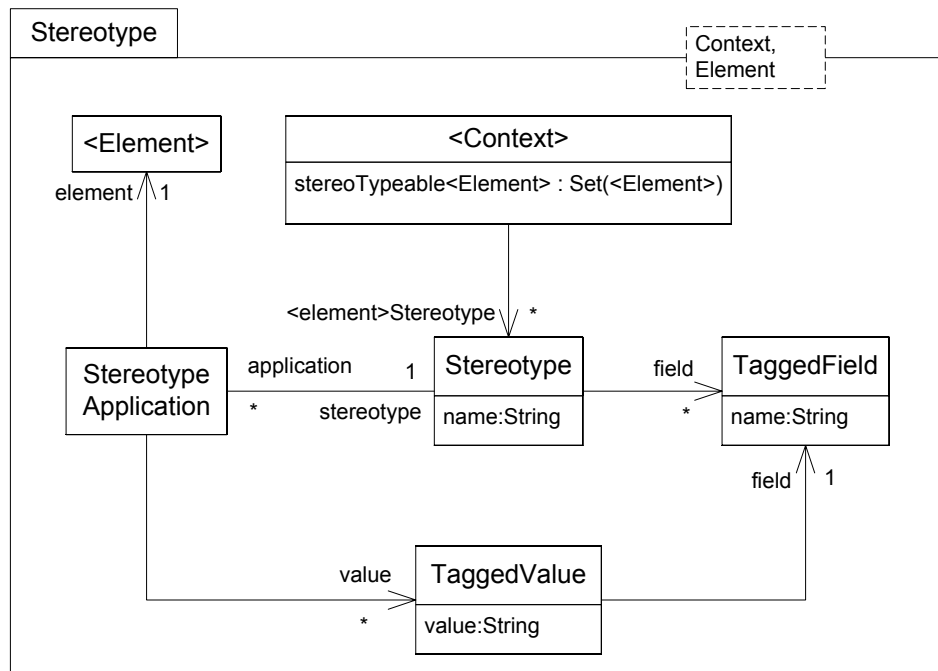 Stereotype
Context,
Element
<Element>
<Context>
stereoTypeable<Element> : Set(<Element>)
element 1
<element>Stereotype *
Stereotype
Application
application 1
* stereotype
Stereotype
name:String
field
*
TaggedField
name:String
field 1
value
*
TaggedValue
value:String